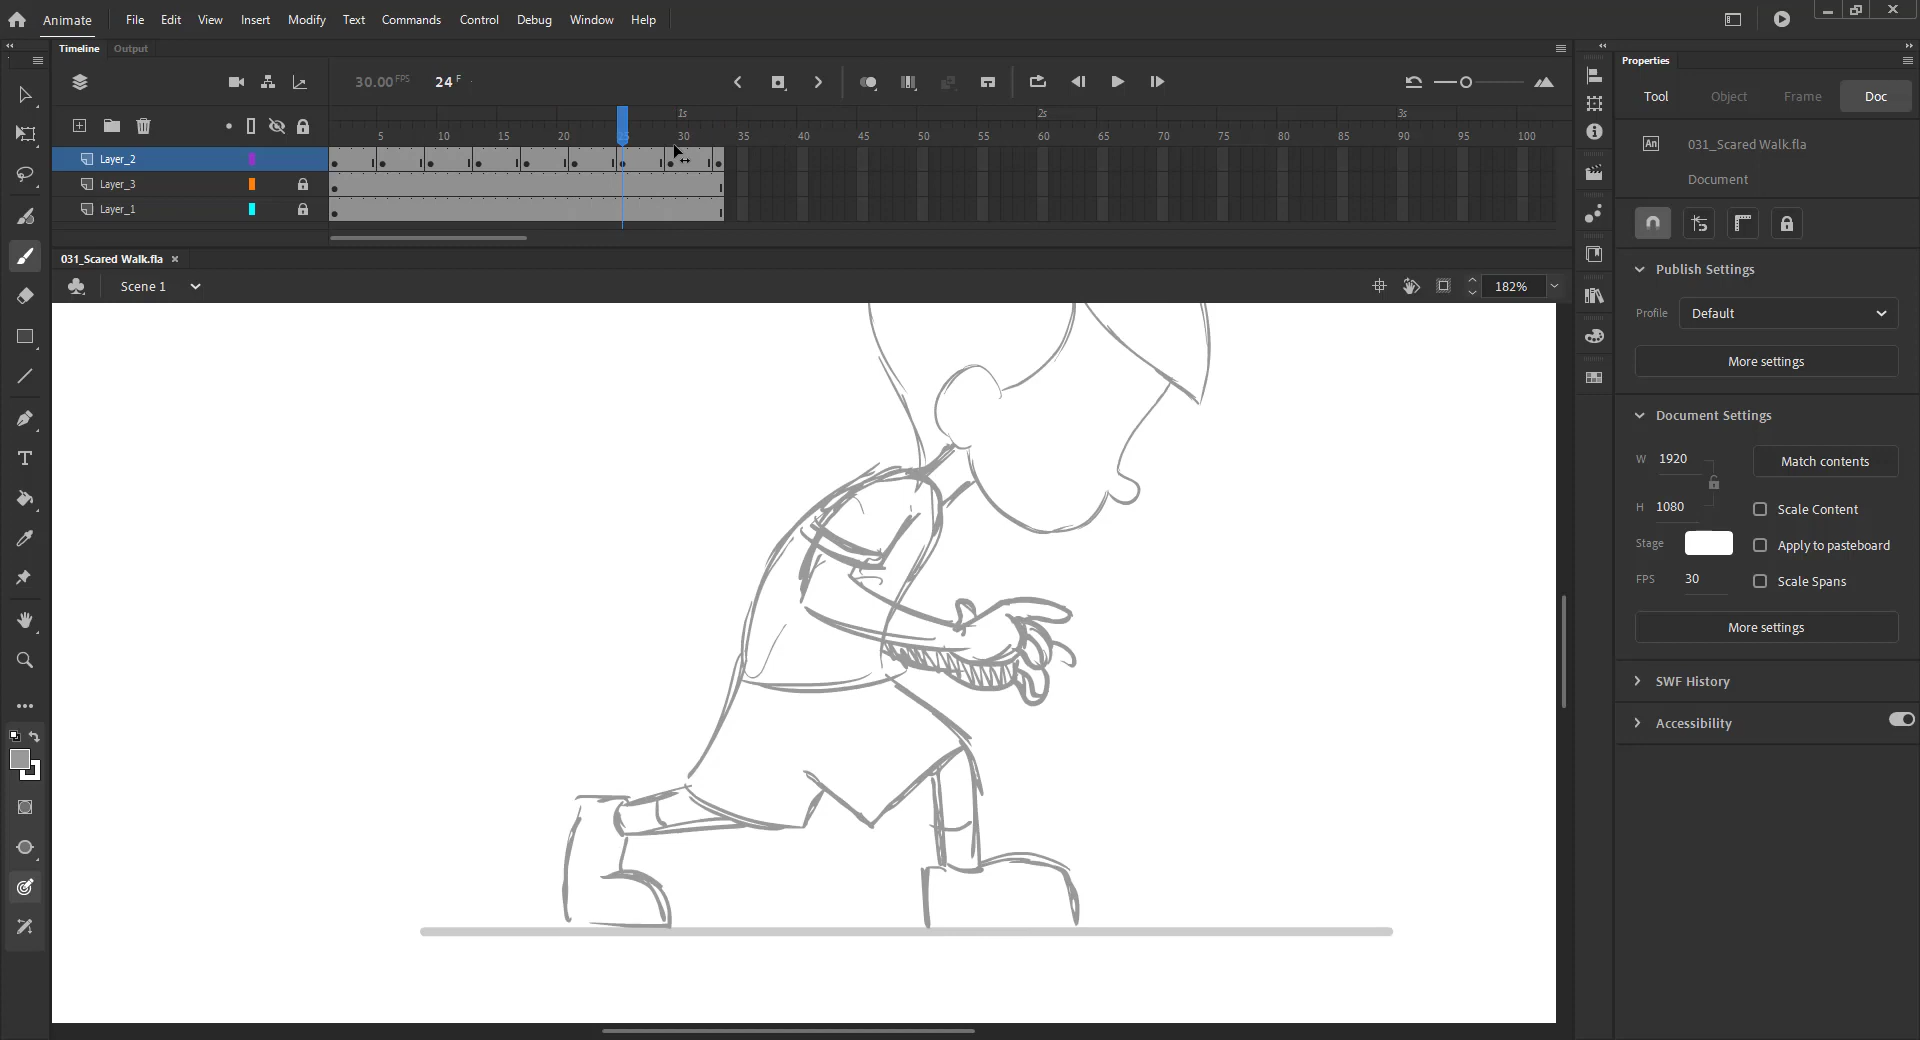 Animate File Edit View Insert Modify Text Commands Control Debug Window Help
Timeline Output
30.00 FPS 24 F
1s 2s 3s
5 10 15 20 25 30 35 40 45 50 55 60 65 70 75 80 85 90 95 100
Layer_2
Layer_3
Layer_1
031_Scared Walk.fla ×
Scene 1 182%
Properties
Tool Object Frame Doc
An 031_Scared Walk.fla
Document
Publish Settings
Profile Default
More settings
Document Settings
W 1920 Match contents
H 1080 Scale Content
Stage Apply to pasteboard
FPS 30 Scale Spans
More settings
SWF History
Accessibility